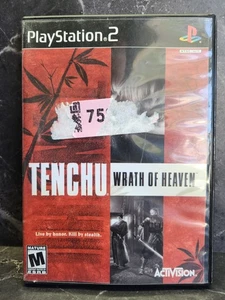 PlayStation®2
75
TENCHU
WRATH OF HEAVEN
Live by honor. Kill by stealth.
MATURE
M
ACTIVISION